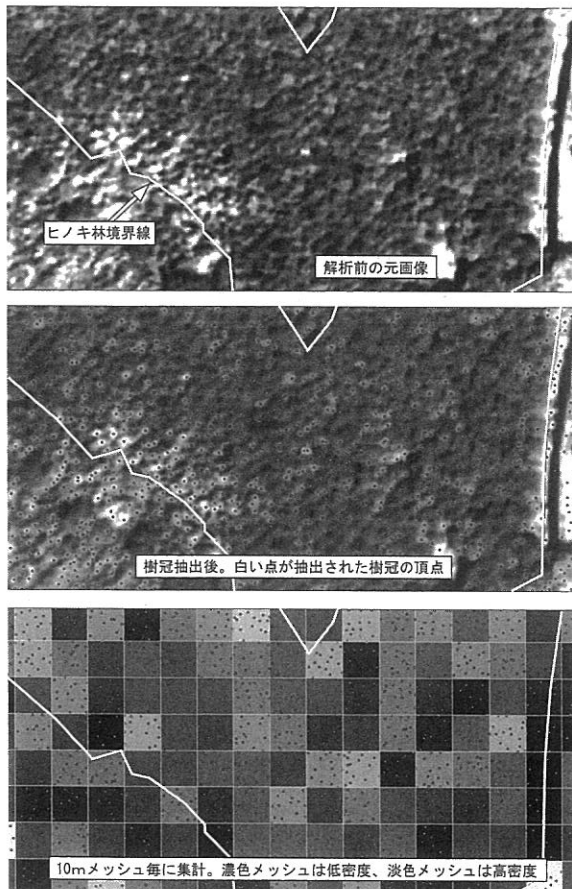 ヒノキ林境界線
解析前の元画像
樹冠抽出後。白い点が抽出された樹冠の頂点
10mメッシュ毎に集計。濃色メッシュは低密度、淡色メッシュは高密度